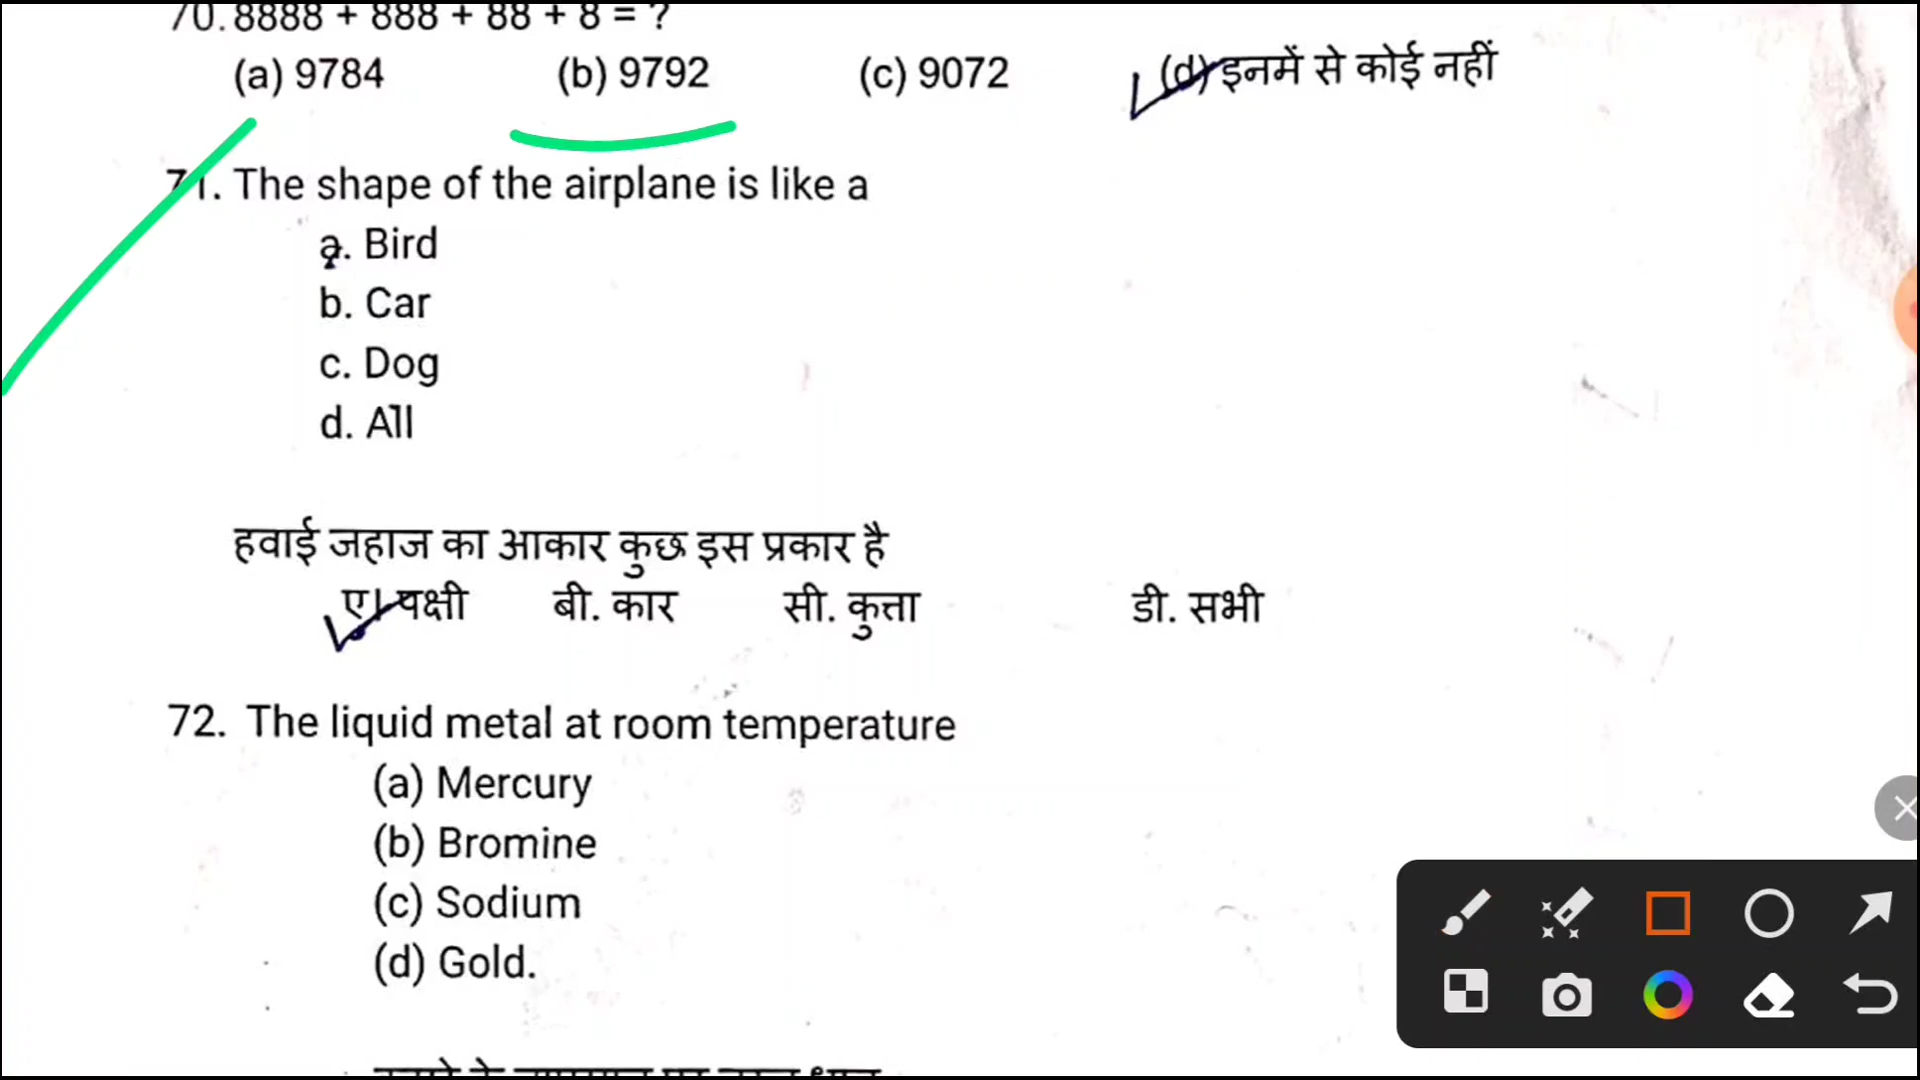 70. 8888 + 888 + 88 + 8 = ?
(a) 9784 (b) 9792 (c) 9072 (d) इनमें से कोई नहीं
71. The shape of the airplane is like a
a. Bird
b. Car
c. Dog
d. All
हवाई जहाज का आकार कुछ इस प्रकार है
ए। पक्षी बी. कार सी. कुत्ता डी. सभी
72. The liquid metal at room temperature
(a) Mercury
(b) Bromine
(c) Sodium
(d) Gold.